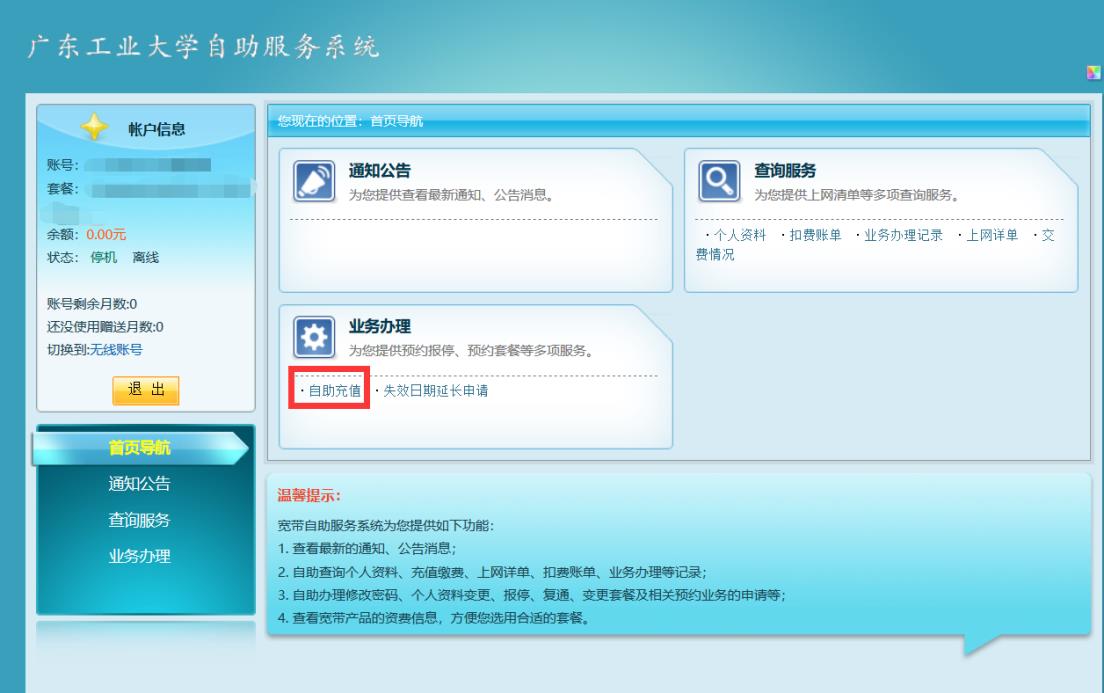 广东工业大学自助服务系统
帐户信息
账号：
套餐：
余额：0.00元
状态： 停机 离线
账号剩余月数:0
还没使用赠送月数:0
切换到:无线账号
退 出
首页导航
通知公告
查询服务
业务办理
您现在的位置：首页导航
通知公告
为您提供查看最新通知、公告消息。
查询服务
为您提供上网清单等多项查询服务。
·个人资料 ·扣费账单 ·业务办理记录 ·上网详单 ·交
费情况
业务办理
为您提供预约报停、预约套餐等多项服务。
·自助充值 ·失效日期延长申请
温馨提示：
宽带自助服务系统为您提供如下功能：
1. 查看最新的通知、公告消息；
2. 自助查询个人资料、充值缴费、上网详单、扣费账单、业务办理等记录；
3. 自助办理修改密码、个人资料变更、报停、复通、变更套餐及相关预约业务的申请等；
4. 查看宽带产品的资费信息，方便您选用合适的套餐。